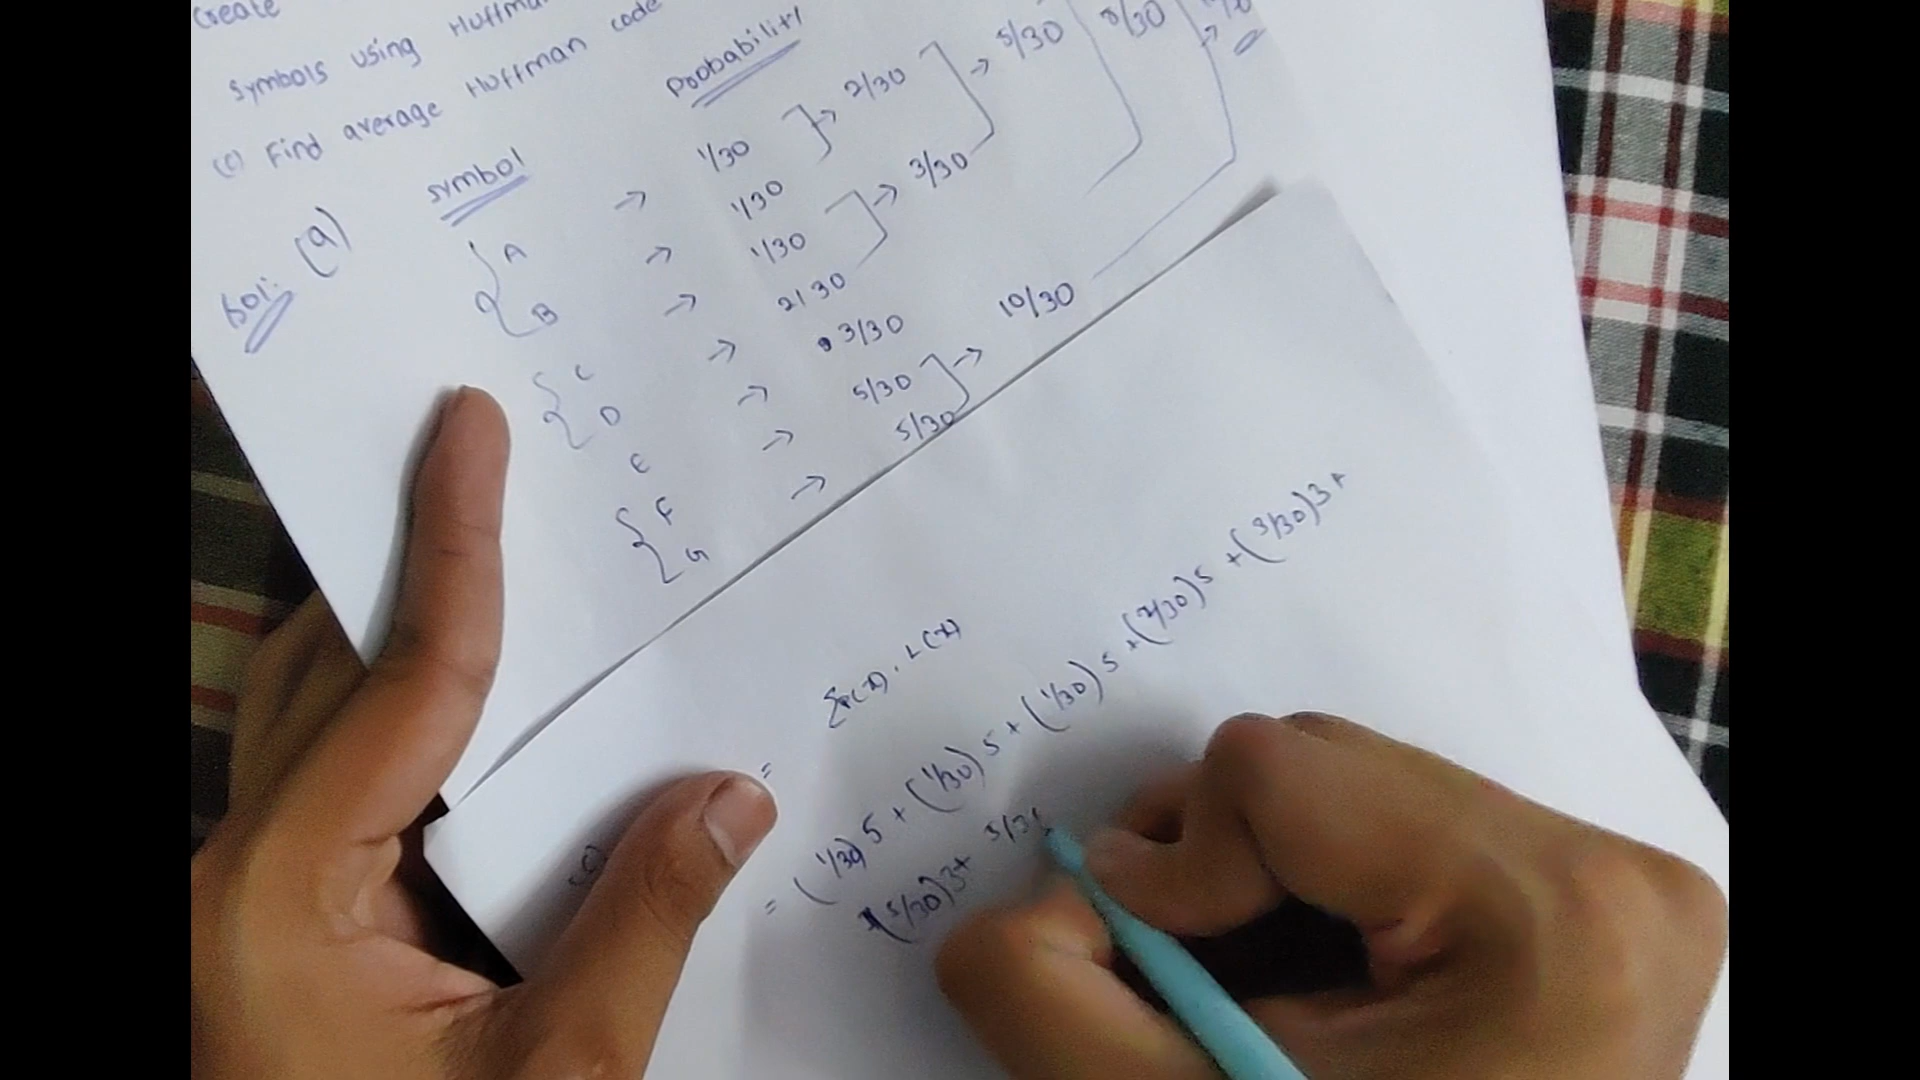 Create
symbols using Huffman
(c) Find average Huffman code
symbol Probability
sol: (a)
A → 1/30
B → 1/30
C → 1/30
D → 2/30
E → 3/30
F → 5/30
G → 5/30
→ 2/30
→ 3/30
→ 10/30
→ 5/30
8/30
(c)
= ΣP(x) . L(x)
= (1/30) 5 + (1/30) 5 + (1/30) 5 + (2/30) 5 + (3/30) 3 +
(5/30) 3 + 5/30